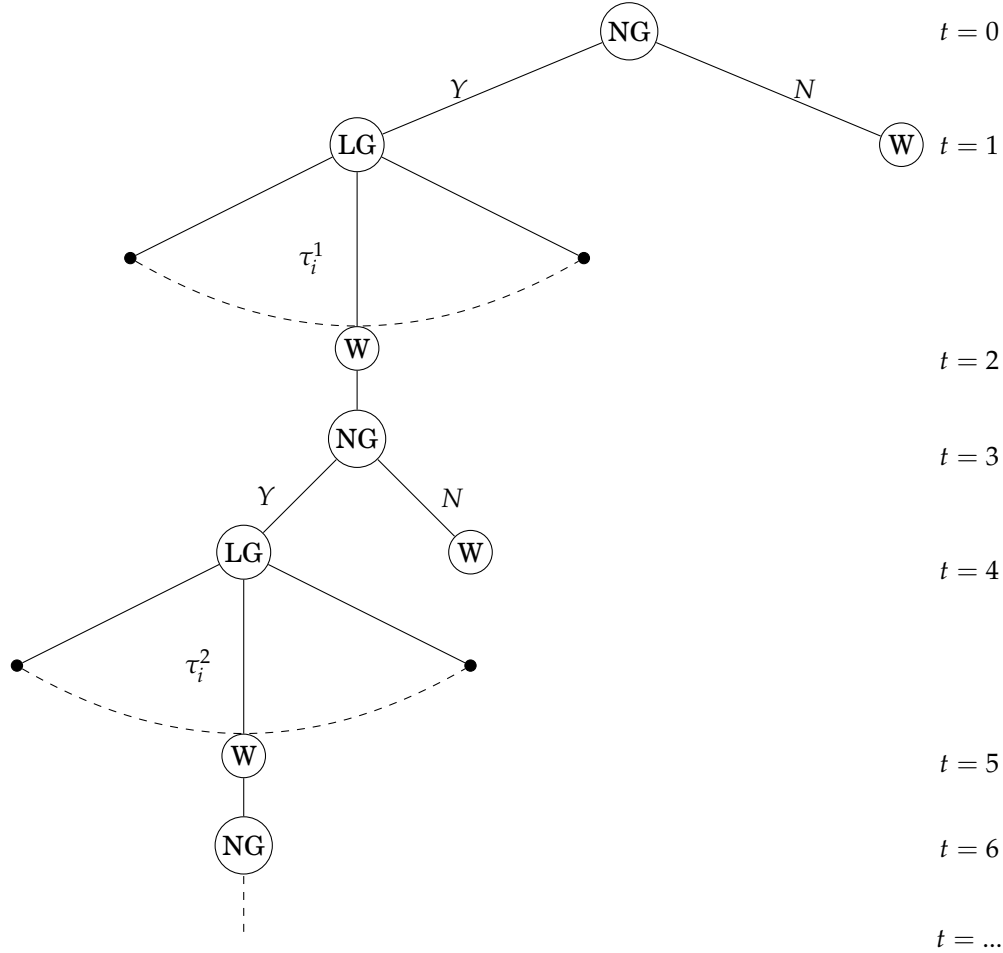 NG t = 0
Y N
LG W t = 1
τ_i^1
W t = 2
NG t = 3
Y N
LG W t = 4
τ_i^2
W t = 5
NG t = 6
t = ...